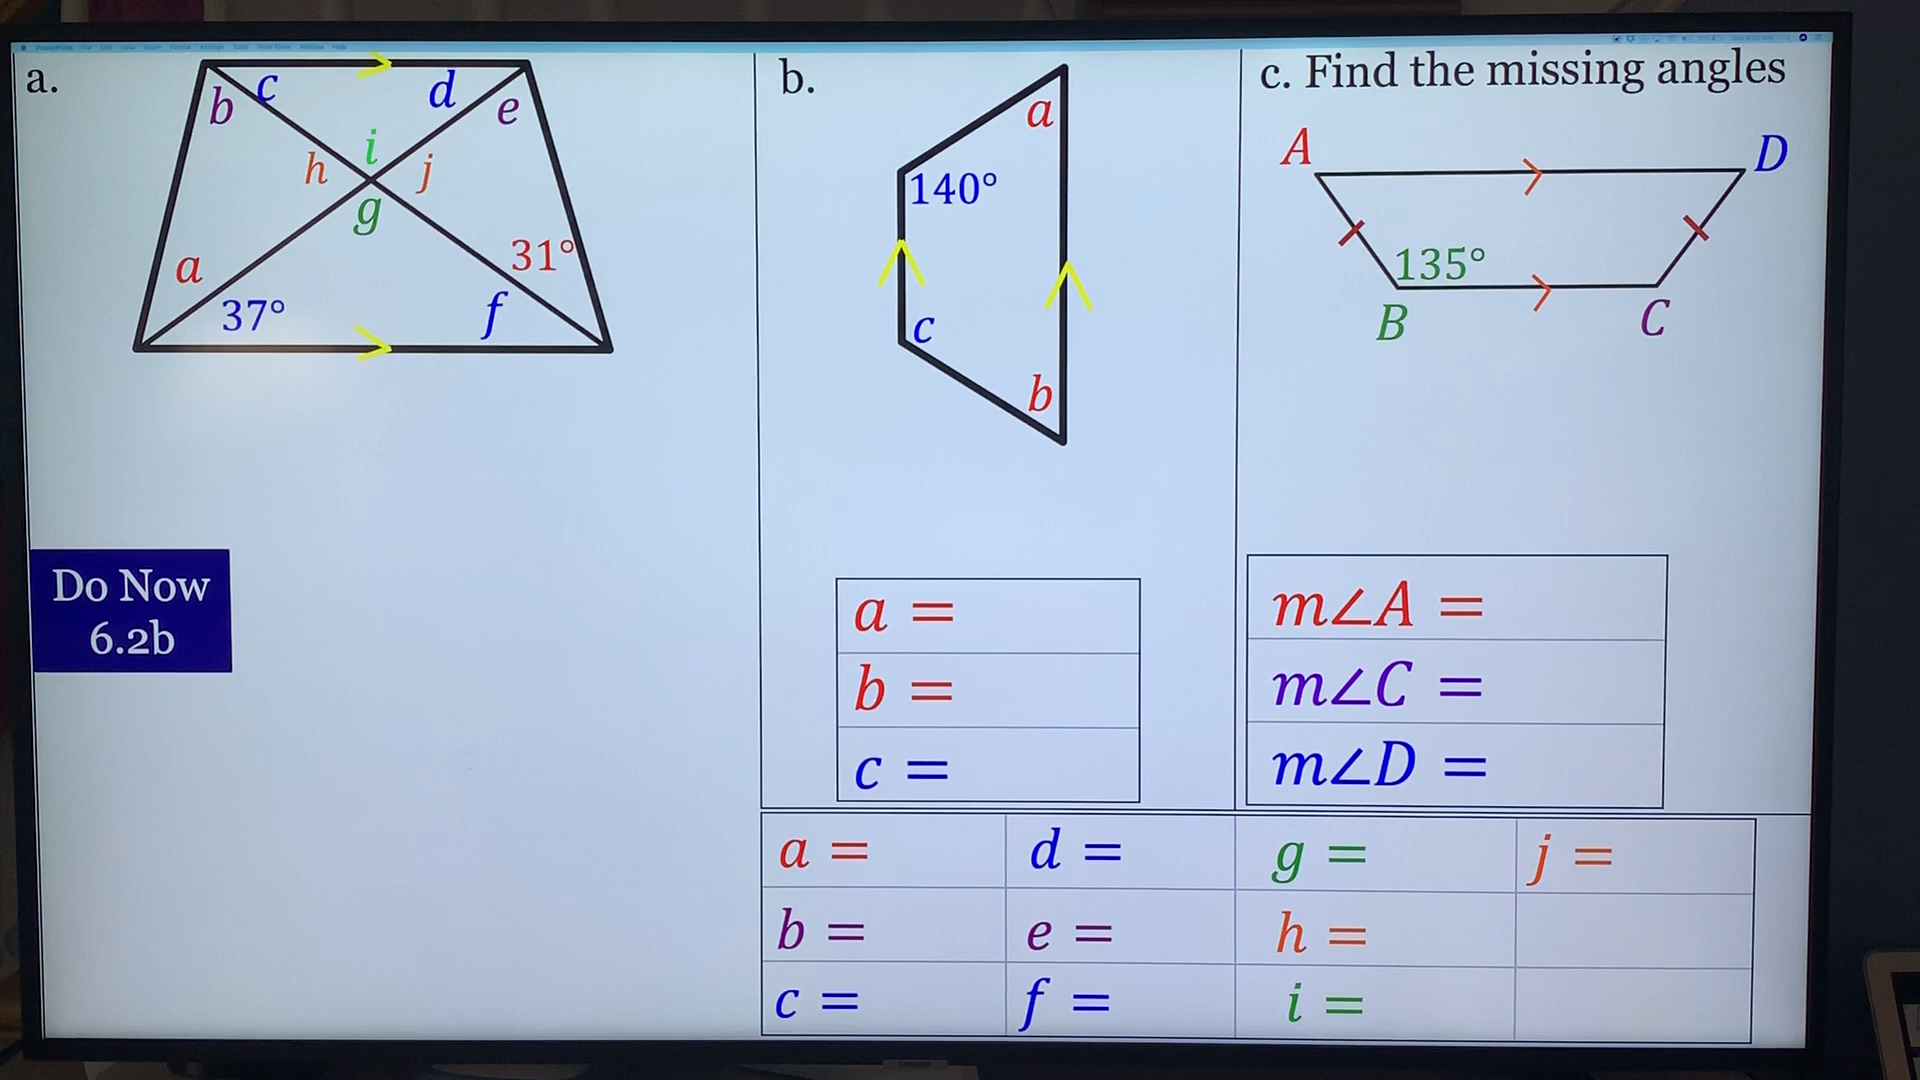 a.
b
c
d
e
i
h
j
g
a
31°
37°
f
b.
a
140°
c
b
c. Find the missing angles
A
D
135°
B
C
Do Now
6.2b
a =
b =
c =
m∠A =
m∠C =
m∠D =
a =
d =
g =
j =
b =
e =
h =
c =
f =
i =